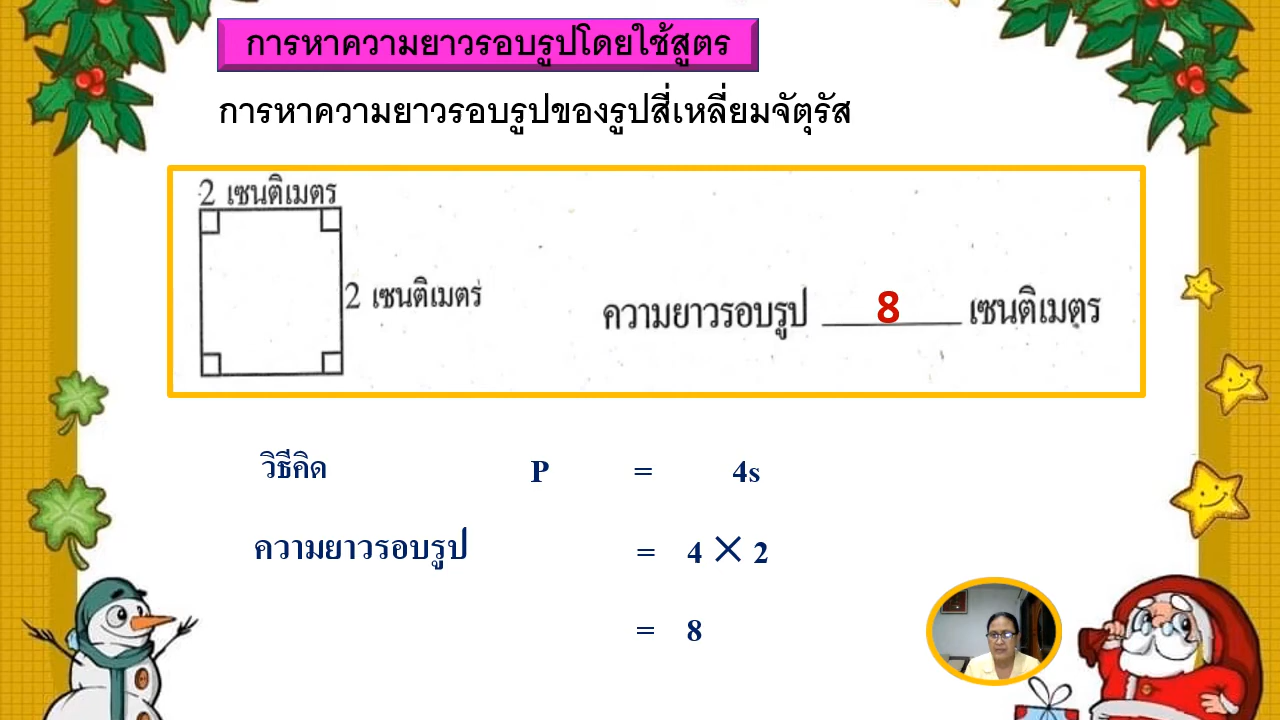 การหาความยาวรอบรูปโดยใช้สูตร
การหาความยาวรอบรูปของรูปสี่เหลี่ยมจัตุรัส
2 เซนติเมตร
2 เซนติเมตร
ความยาวรอบรูป 8 เซนติเมตร
วิธีคิด P = 4s
ความยาวรอบรูป = 4 × 2
= 8